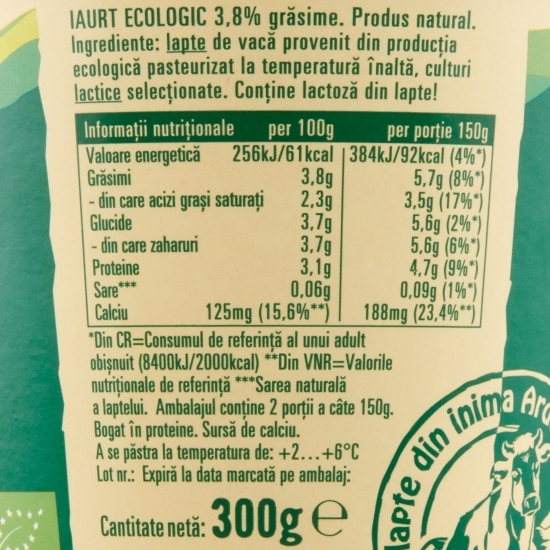 IAURT ECOLOGIC 3,8% grăsime. Produs natural.
Ingrediente: lapte de vacă provenit din producția
ecologică pasteurizat la temperatură înaltă, culturi
lactice selecționate. Conține lactoză din lapte!
Informații nutriționale per 100g per porție 150g
Valoare energetică 256kJ/61kcal 384kJ/92kcal (4%*)
Grăsimi 3,8g 5,7g (8%*)
- din care acizi grași saturați 2,3g 3,5g (17%*)
Glucide 3,7g 5,6g (2%*)
- din care zaharuri 3,7g 5,6g (6%*)
Proteine 3,1g 4,7g (9%*)
Sare*** 0,06g 0,09g (1%*)
Calciu 125mg (15,6%**) 188mg (23,4%**)
*Din CR=Consumul de referință al unui adult
obișnuit (8400kJ/2000kcal) **Din VNR=Valorile
nutriționale de referință ***Sarea naturală
a laptelui. Ambalajul conține 2 porții a câte 150g.
Bogat în proteine. Sursă de calciu.
A se păstra la temperatura de: +2...+6°C
Lot nr.: Expiră la data marcată pe ambalaj:
Cantitate netă: 300g e
lapte din inima Ard